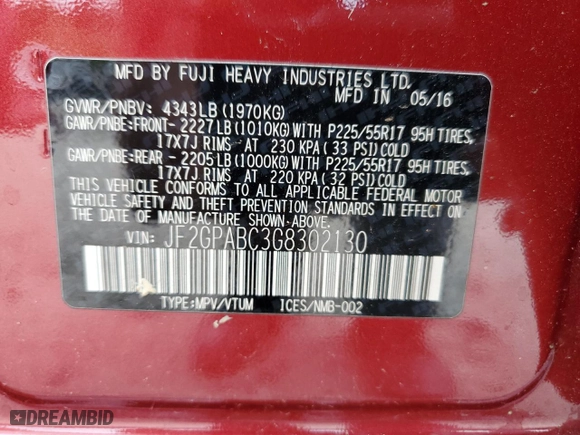 MFD BY FUJI HEAVY INDUSTRIES LTD.
MFD IN 05/16
GVWR/PNBV: 4343LB(1970KG)
GAWR/PNBE:FRONT- 2227LB(1010KG)WITH P225/55R17 95H TIRES,
17X7J RIMS AT 230 KPA(33 PSI)COLD
GAWR/PNBE:REAR - 2205LB(1000KG)WITH P225/55R17 95H TIRES,
17X7J RIMS AT 220 KPA(32 PSI)COLD
THIS VEHICLE CONFORMS TO ALL APPLICABLE FEDERAL MOTOR
VEHICLE SAFETY AND THEFT PREVENTION STANDARDS IN EFFECT ON
THE DATE OF MANUFACTURE SHOWN ABOVE.
VIN: JF2GPABC3G8302130
TYPE:MPV/VTUM ICES/NMB-002
DREAMBID